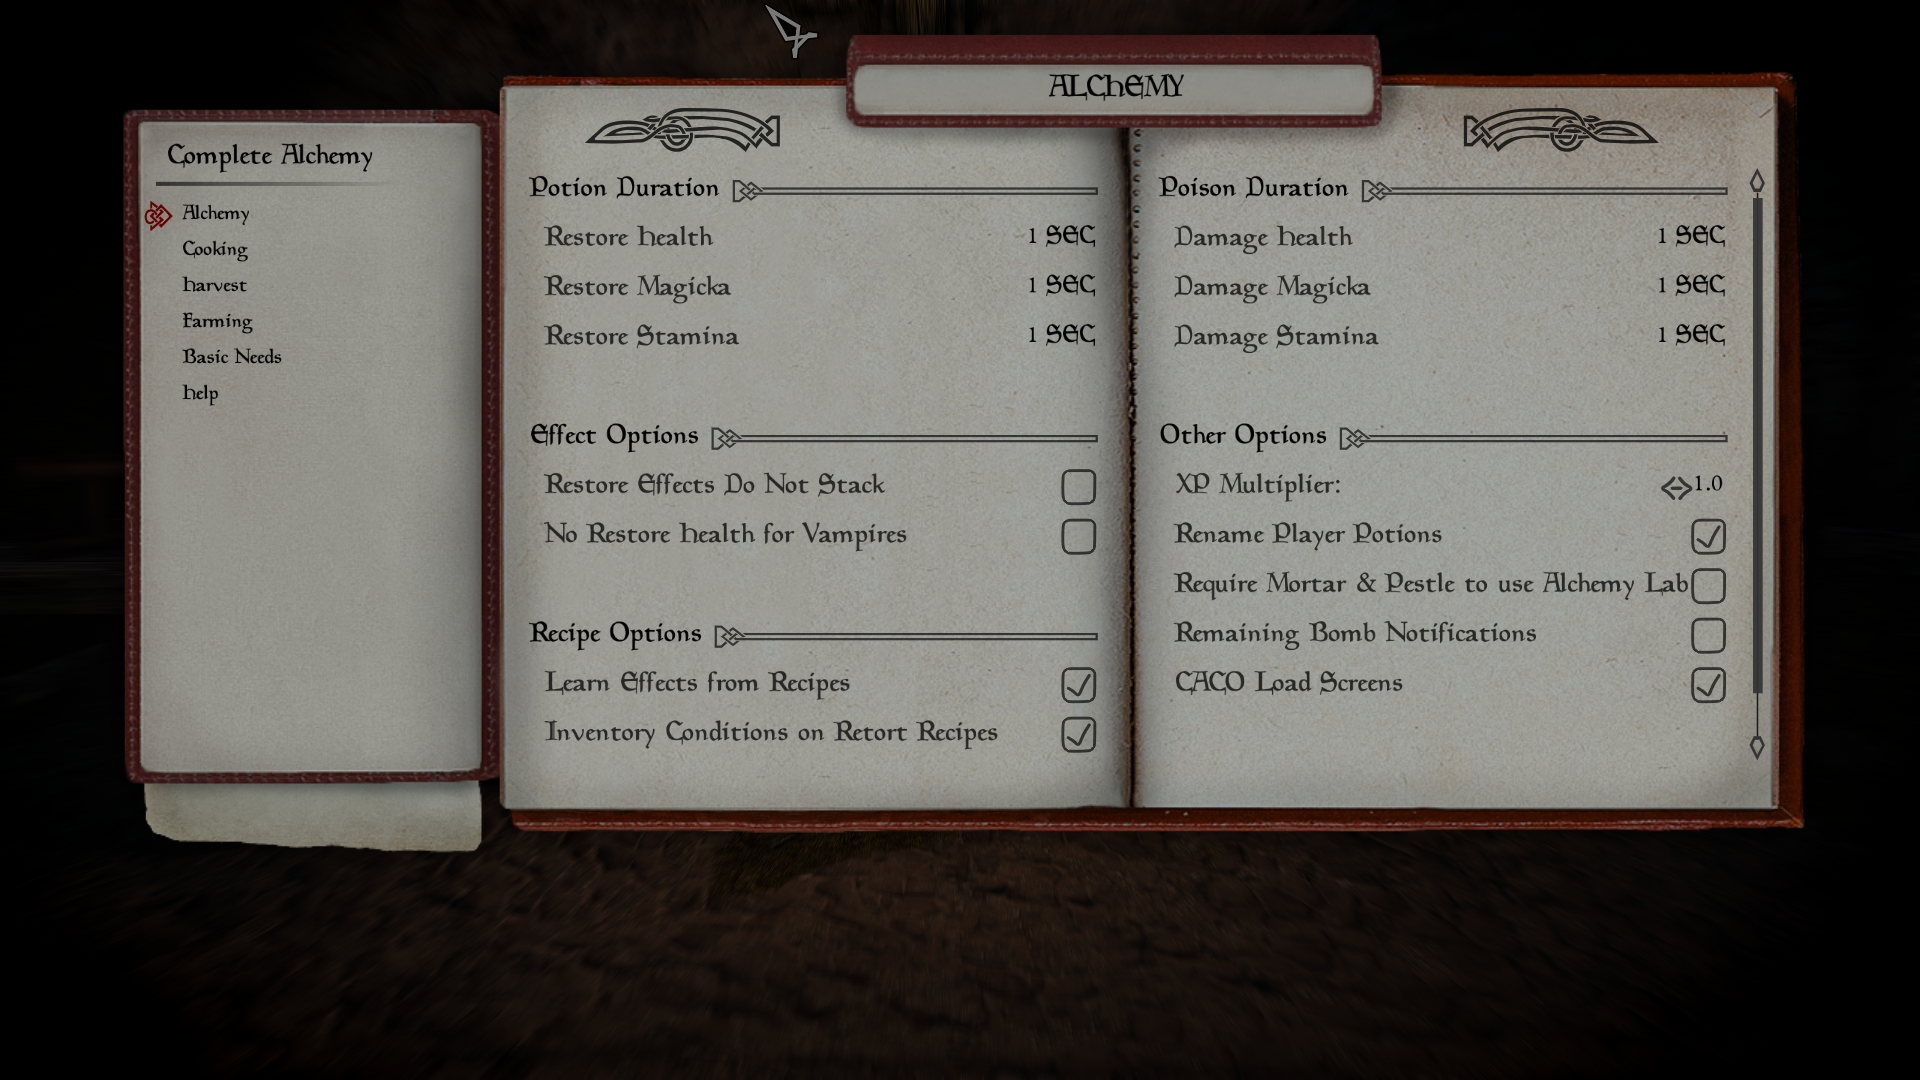 ALChEMY
Complete Alchemy
Alchemy
Cooking
harvest
Farming
Basic Needs
help
Potion Duration
Restore health 1 SEC
Restore Magicka 1 SEC
Restore Stamina 1 SEC
Effect Options
Restore Effects Do Not Stack
No Restore health for Vampires
Recipe Options
Learn Effects from Recipes
Inventory Conditions on Retort Recipes
Poison Duration
Damage health 1 SEC
Damage Magicka 1 SEC
Damage Stamina 1 SEC
Other Options
XP Multiplier: 1.0
Rename Player Potions
Require Mortar & Pestle to use Alchemy Lab
Remaining Bomb Notifications
CACO Load Screens